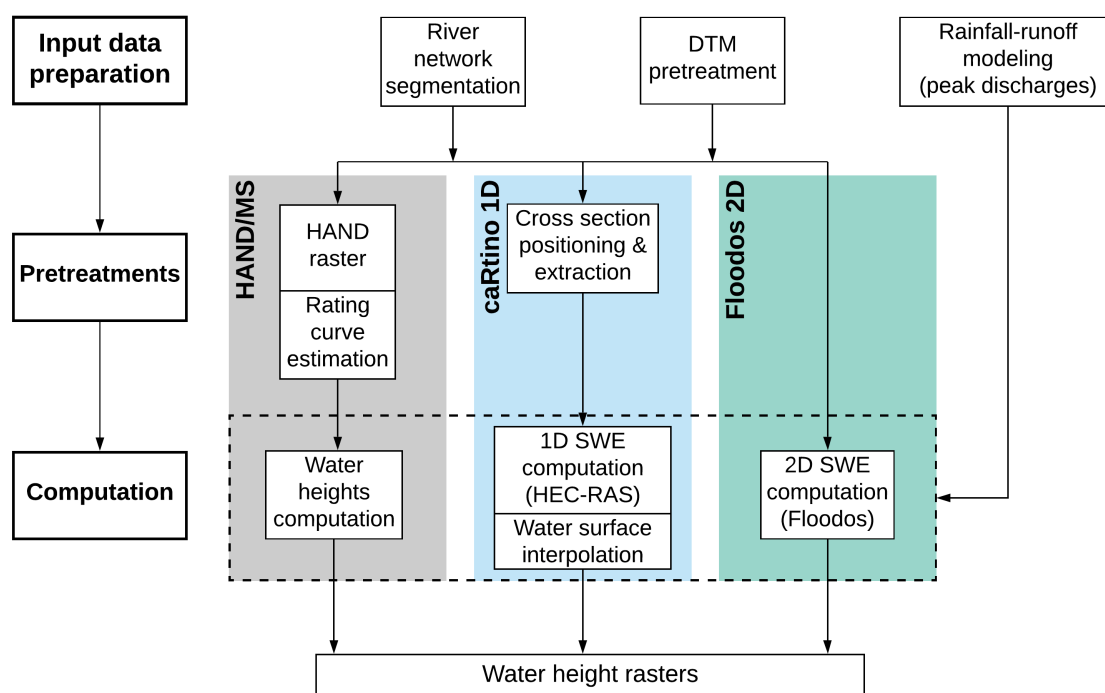 Input data
preparation
River
network
segmentation
DTM
pretreatment
Rainfall-runoff
modeling
(peak discharges)
HAND/MS
caRtino 1D
Floodos 2D
Pretreatments
HAND
raster
Rating
curve
estimation
Cross section
positioning &
extraction
Computation
Water
heights
computation
1D SWE
computation
(HEC-RAS)
Water surface
interpolation
2D SWE
computation
(Floodos)
Water height rasters